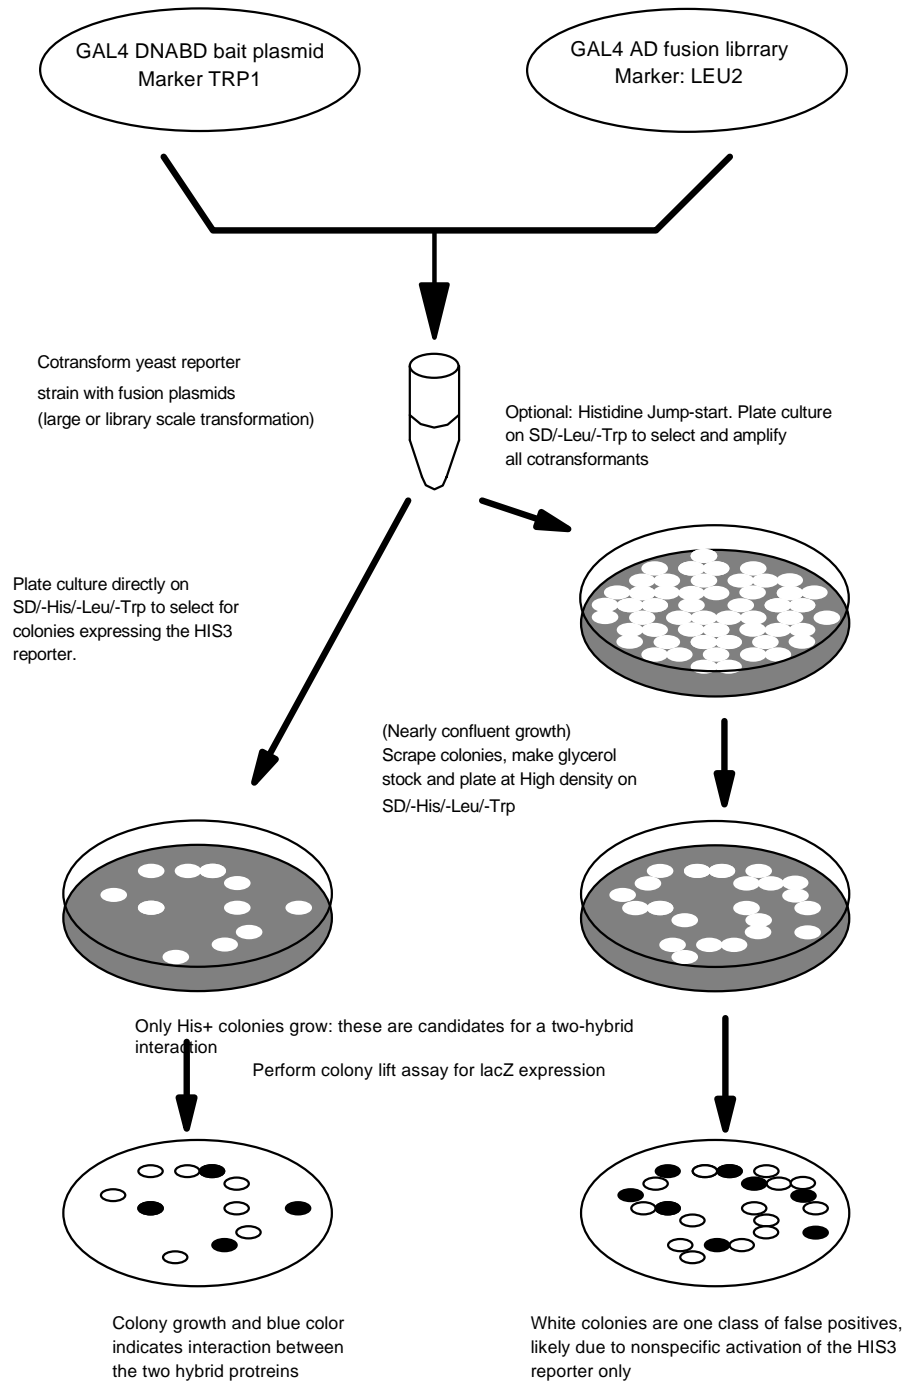 GAL4 DNABD bait plasmid
Marker TRP1
GAL4 AD fusion librrary
Marker: LEU2
Cotransform yeast reporter
strain with fusion plasmids
(large or library scale transformation)
Optional: Histidine Jump-start. Plate culture
on SD/-Leu/-Trp to select and amplify
all cotransformants
Plate culture directly on
SD/-His/-Leu/-Trp to select for
colonies expressing the HIS3
reporter.
(Nearly confluent growth)
Scrape colonies, make glycerol
stock and plate at High density on
SD/-His/-Leu/-Trp
Only His+ colonies grow: these are candidates for a two-hybrid
interaction
Perform colony lift assay for lacZ expression
Colony growth and blue color
indicates interaction between
the two hybrid protreins
White colonies are one class of false positives,
likely due to nonspecific activation of the HIS3
reporter only